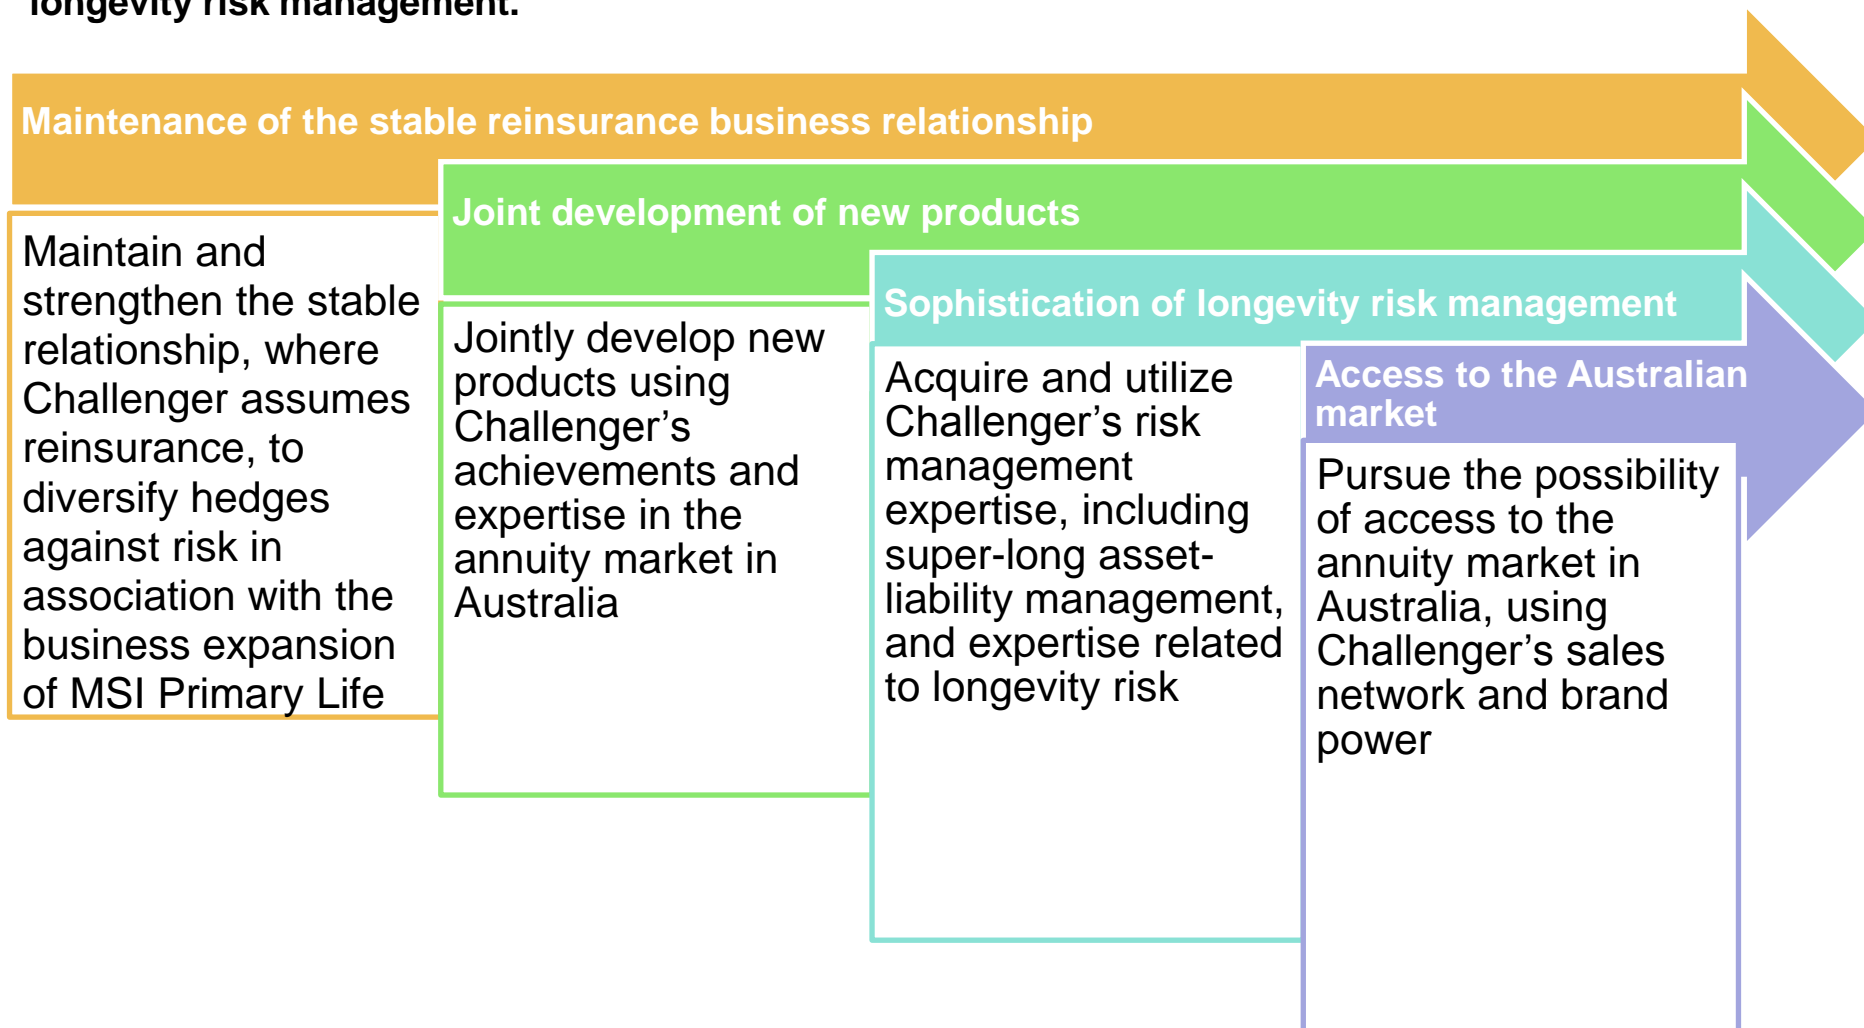 longevity risk management.
Maintenance of the stable reinsurance business relationship
Maintain and
strengthen the stable
relationship, where
Challenger assumes
reinsurance, to
diversify hedges
against risk in
association with the
business expansion
of MSI Primary Life
Joint development of new products
Jointly develop new
products using
Challenger’s
achievements and
expertise in the
annuity market in
Australia
Sophistication of longevity risk management
Acquire and utilize
Challenger’s risk
management
expertise, including
super-long asset-
liability management,
and expertise related
to longevity risk
Access to the Australian
market
Pursue the possibility
of access to the
annuity market in
Australia, using
Challenger’s sales
network and brand
power